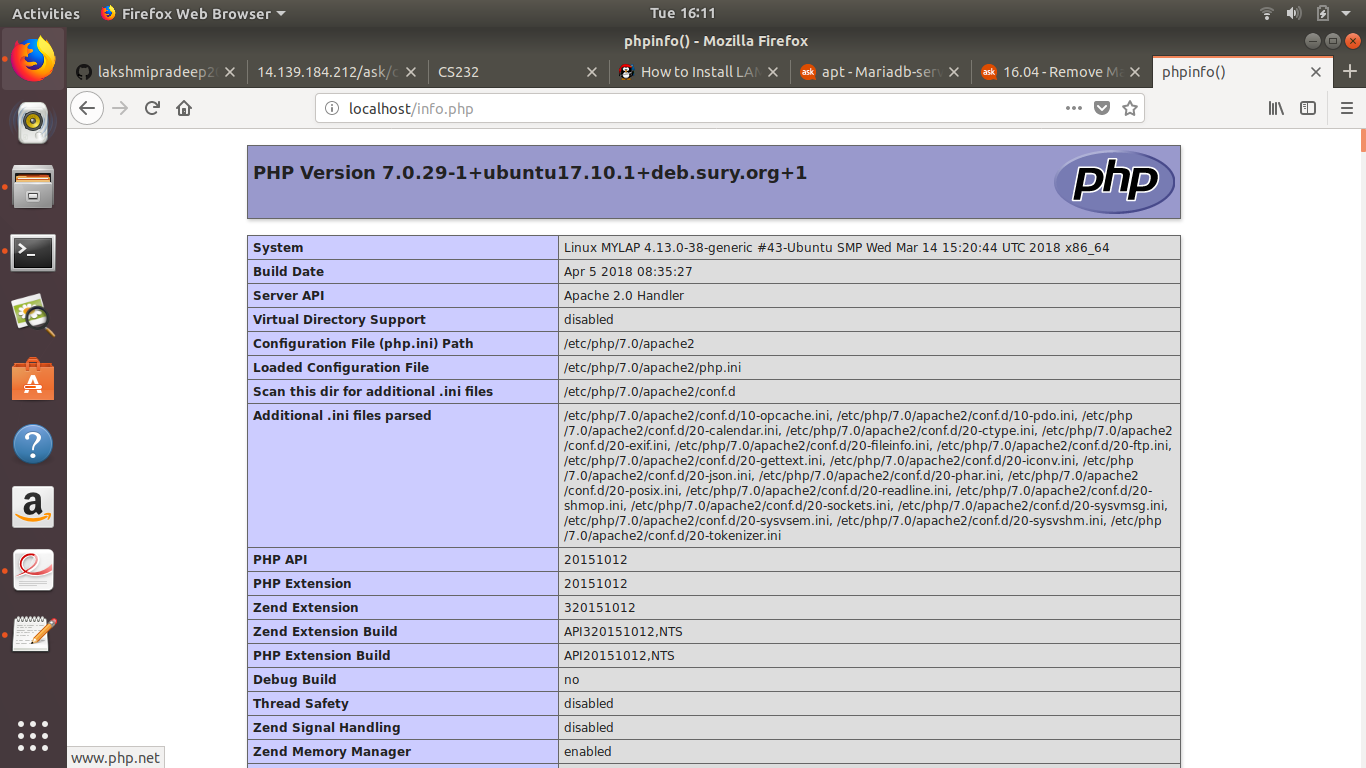 Activities Firefox Web Browser Tue 16:11
phpinfo() - Mozilla Firefox
lakshmipradeep2 14.139.184.212/ask/c CS232 How to Install LAM apt - Mariadb-serv 16.04 - Remove Ma phpinfo()
localhost/info.php
PHP Version 7.0.29-1+ubuntu17.10.1+deb.sury.org+1
php
System Linux MYLAP 4.13.0-38-generic #43-Ubuntu SMP Wed Mar 14 15:20:44 UTC 2018 x86_64
Build Date Apr 5 2018 08:35:27
Server API Apache 2.0 Handler
Virtual Directory Support disabled
Configuration File (php.ini) Path /etc/php/7.0/apache2
Loaded Configuration File /etc/php/7.0/apache2/php.ini
Scan this dir for additional .ini files /etc/php/7.0/apache2/conf.d
Additional .ini files parsed /etc/php/7.0/apache2/conf.d/10-opcache.ini, /etc/php/7.0/apache2/conf.d/10-pdo.ini, /etc/php
/7.0/apache2/conf.d/20-calendar.ini, /etc/php/7.0/apache2/conf.d/20-ctype.ini, /etc/php/7.0/apache2
/conf.d/20-exif.ini, /etc/php/7.0/apache2/conf.d/20-fileinfo.ini, /etc/php/7.0/apache2/conf.d/20-ftp.ini,
/etc/php/7.0/apache2/conf.d/20-gettext.ini, /etc/php/7.0/apache2/conf.d/20-iconv.ini, /etc/php
/7.0/apache2/conf.d/20-json.ini, /etc/php/7.0/apache2/conf.d/20-phar.ini, /etc/php/7.0/apache2
/conf.d/20-posix.ini, /etc/php/7.0/apache2/conf.d/20-readline.ini, /etc/php/7.0/apache2/conf.d/20-
shmop.ini, /etc/php/7.0/apache2/conf.d/20-sockets.ini, /etc/php/7.0/apache2/conf.d/20-sysvmsg.ini,
/etc/php/7.0/apache2/conf.d/20-sysvsem.ini, /etc/php/7.0/apache2/conf.d/20-sysvshm.ini, /etc/php
/7.0/apache2/conf.d/20-tokenizer.ini
PHP API 20151012
PHP Extension 20151012
Zend Extension 320151012
Zend Extension Build API320151012,NTS
PHP Extension Build API20151012,NTS
Debug Build no
Thread Safety disabled
Zend Signal Handling disabled
Zend Memory Manager enabled
www.php.net